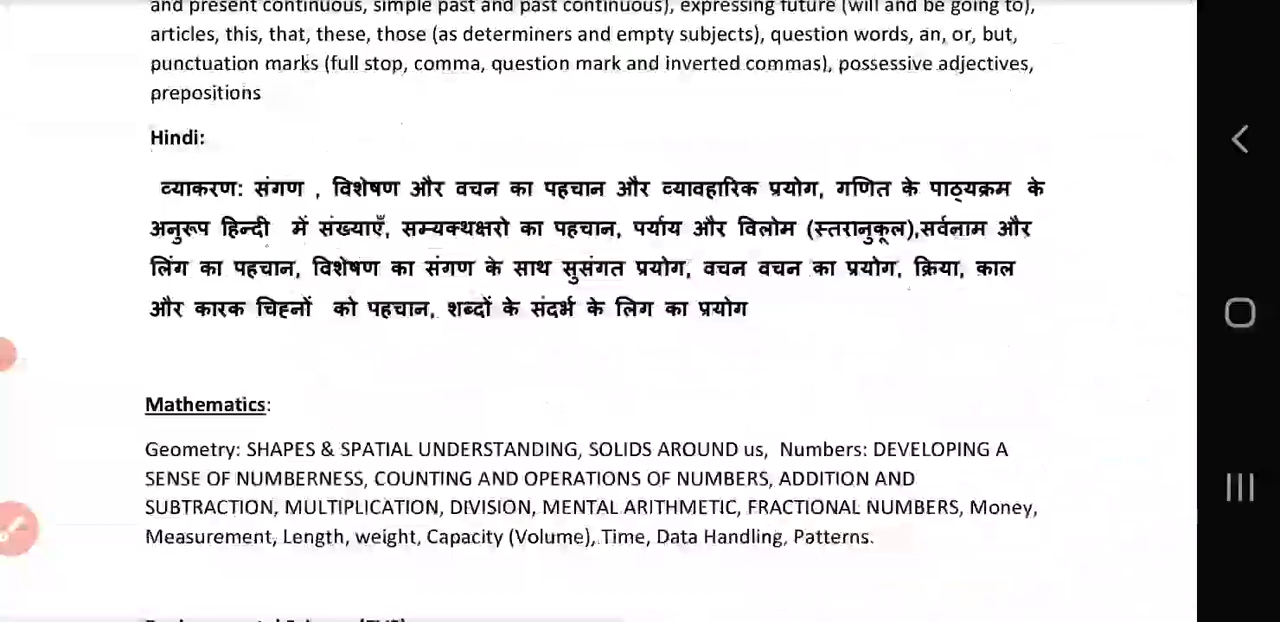 and present continuous, simple past and past continuous), expressing future (will and be going to),
articles, this, that, these, those (as determiners and empty subjects), question words, an, or, but,
punctuation marks (full stop, comma, question mark and inverted commas), possessive adjectives,
prepositions
Hindi:
व्याकरण: संगण , विशेषण और वचन का पहचान और व्यावहारिक प्रयोग, गणित के पाठ्यक्रम के
अनुरूप हिन्दी में संख्याएँ, सम्यक्थक्षरो का पहचान, पर्याय और विलोम (स्तरानुकूल),सर्वनाम और
लिंग का पहचान, विशेषण का संगण के साथ सुसंगत प्रयोग, वचन वचन का प्रयोग, क्रिया, काल
और कारक चिह्नों को पहचान, शब्दों के संदर्भ के लिग का प्रयोग
Mathematics:
Geometry: SHAPES & SPATIAL UNDERSTANDING, SOLIDS AROUND us, Numbers: DEVELOPING A
SENSE OF NUMBERNESS, COUNTING AND OPERATIONS OF NUMBERS, ADDITION AND
SUBTRACTION, MULTIPLICATION, DIVISION, MENTAL ARITHMETIC, FRACTIONAL NUMBERS, Money,
Measurement, Length, weight, Capacity (Volume), Time, Data Handling, Patterns.